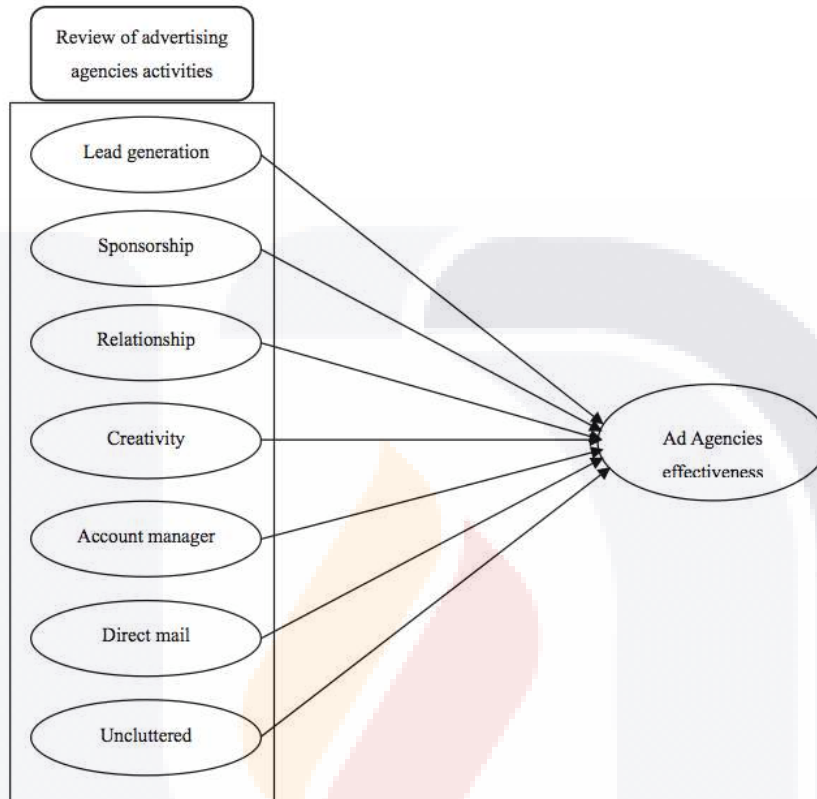 Review of advertising
agencies activities
Lead generation
Sponsorship
Relationship
Creativity
Account manager
Direct mail
Uncluttered
Ad Agencies
effectiveness